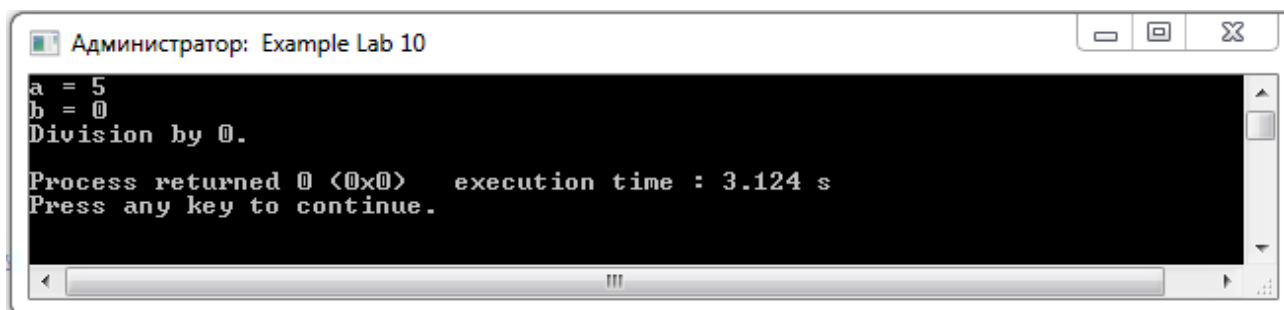 Администратор: Example Lab 10
a = 5
b = 0
Division by 0.
Process returned 0 (0x0)   execution time : 3.124 s
Press any key to continue.